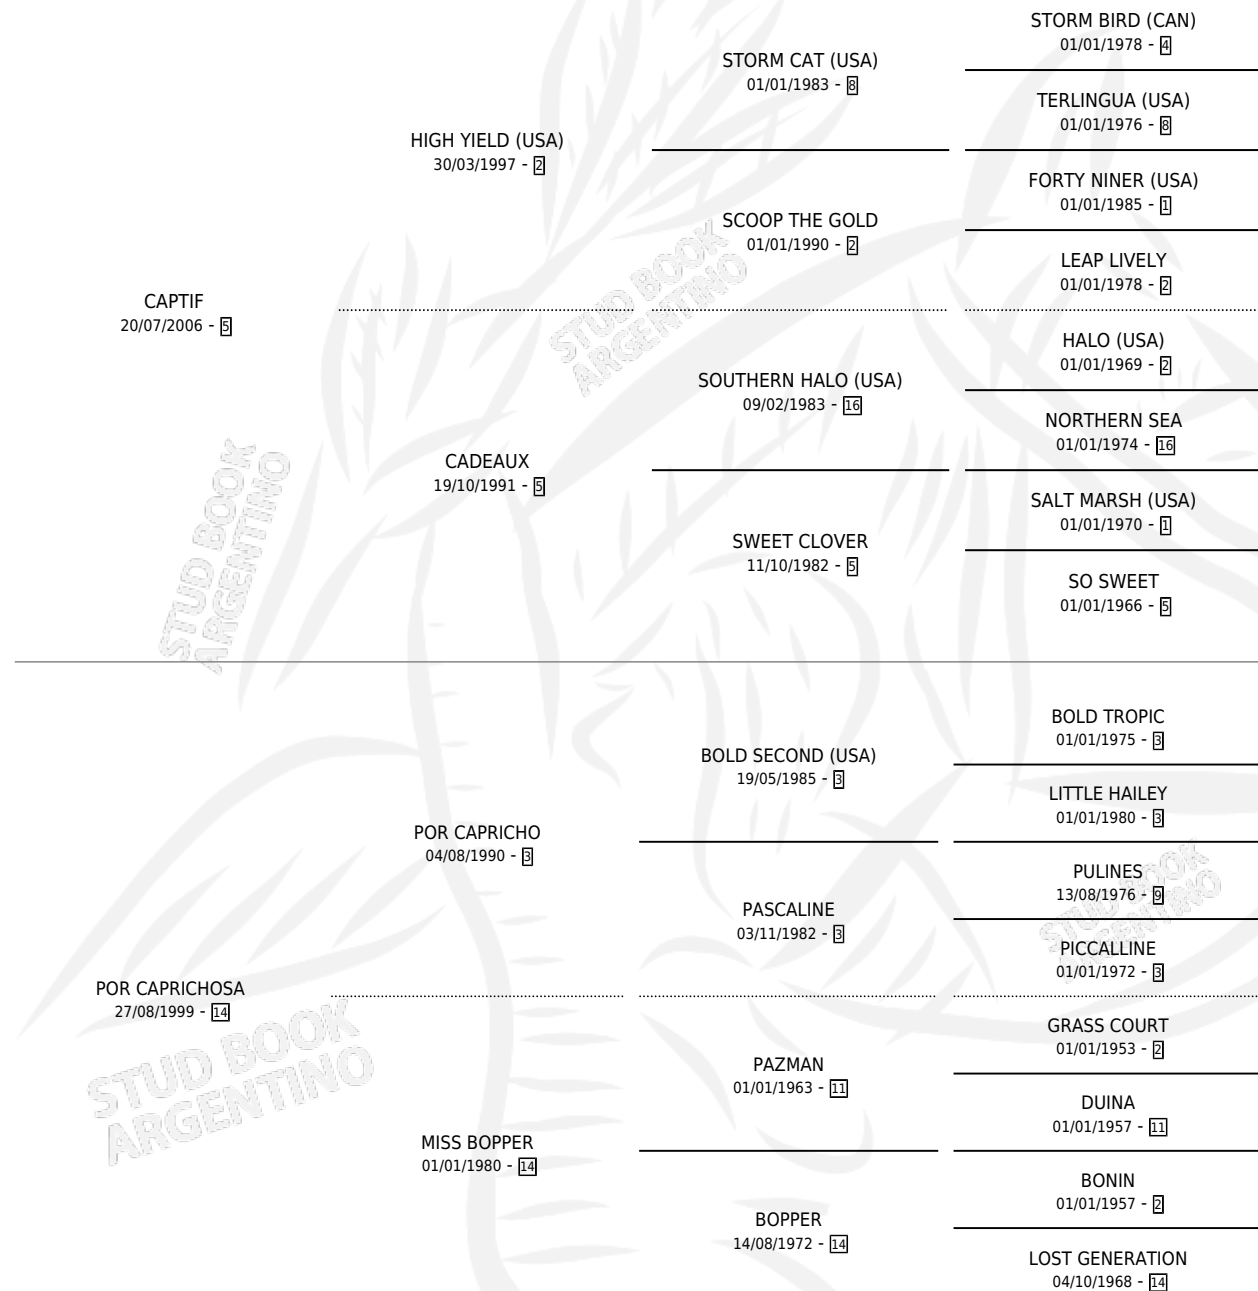 STORM BIRD (CAN)
01/01/1978 - 4
STORM CAT (USA)
01/01/1983 - 8
TERLINGUA (USA)
01/01/1976 - 8
HIGH YIELD (USA)
30/03/1997 - 2
FORTY NINER (USA)
01/01/1985 - 1
SCOOP THE GOLD
01/01/1990 - 2
LEAP LIVELY
01/01/1978 - 2
CAPTIF
20/07/2006 - 5
HALO (USA)
01/01/1969 - 2
SOUTHERN HALO (USA)
09/02/1983 - 16
NORTHERN SEA
01/01/1974 - 16
CADEAUX
19/10/1991 - 5
SALT MARSH (USA)
01/01/1970 - 1
SWEET CLOVER
11/10/1982 - 5
SO SWEET
01/01/1966 - 5
BOLD TROPIC
01/01/1975 - 3
BOLD SECOND (USA)
19/05/1985 - 3
LITTLE HAILEY
01/01/1980 - 3
POR CAPRICHO
04/08/1990 - 3
PULINES
13/08/1976 - 9
PASCALINE
03/11/1982 - 3
PICCALLINE
01/01/1972 - 3
POR CAPRICHOSA
27/08/1999 - 14
GRASS COURT
01/01/1953 - 2
PAZMAN
01/01/1963 - 11
DUINA
01/01/1957 - 11
MISS BOPPER
01/01/1980 - 14
BONIN
01/01/1957 - 2
BOPPER
14/08/1972 - 14
LOST GENERATION
04/10/1968 - 14
STUD BOOK
ARGENTINO
STUD BOOK
ARGENTINO
STUD BOOK
ARGENTINO
STUD BOOK
ARGENTINO